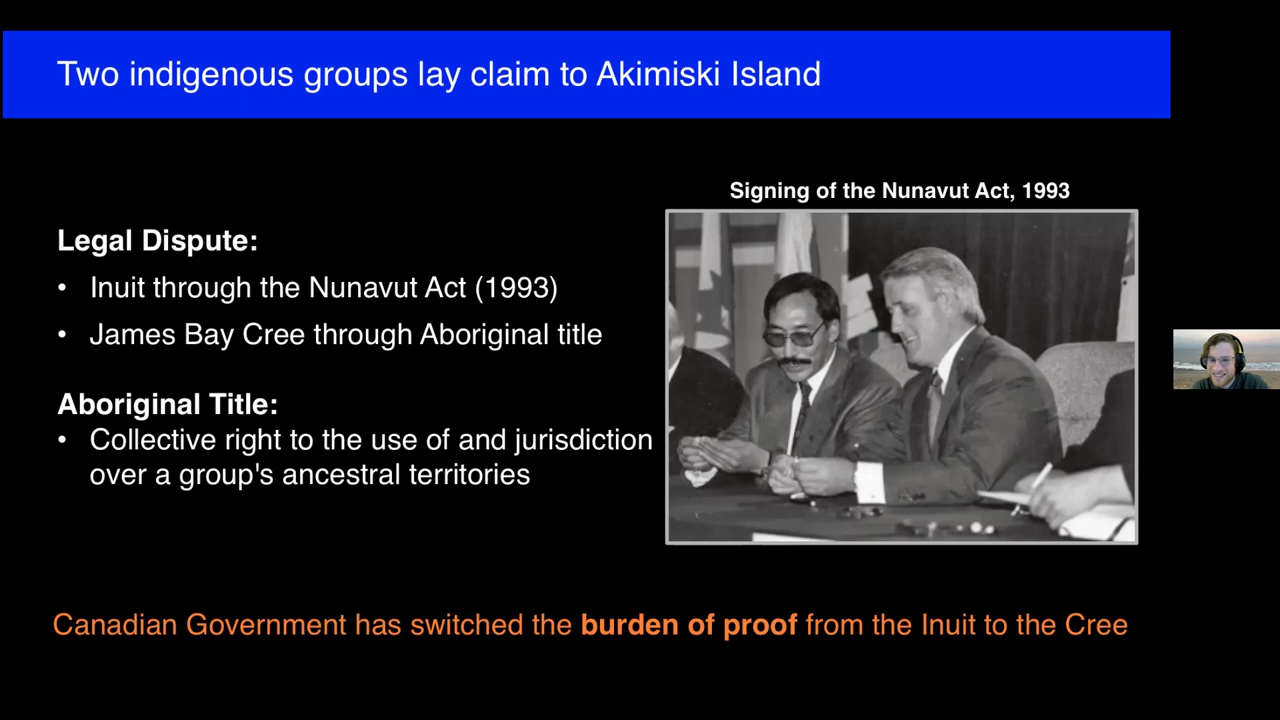 Two indigenous groups lay claim to Akimiski Island
Signing of the Nunavut Act, 1993
Legal Dispute:
• Inuit through the Nunavut Act (1993)
• James Bay Cree through Aboriginal title
Aboriginal Title:
• Collective right to the use of and jurisdiction
over a group's ancestral territories
Canadian Government has switched the burden of proof from the Inuit to the Cree